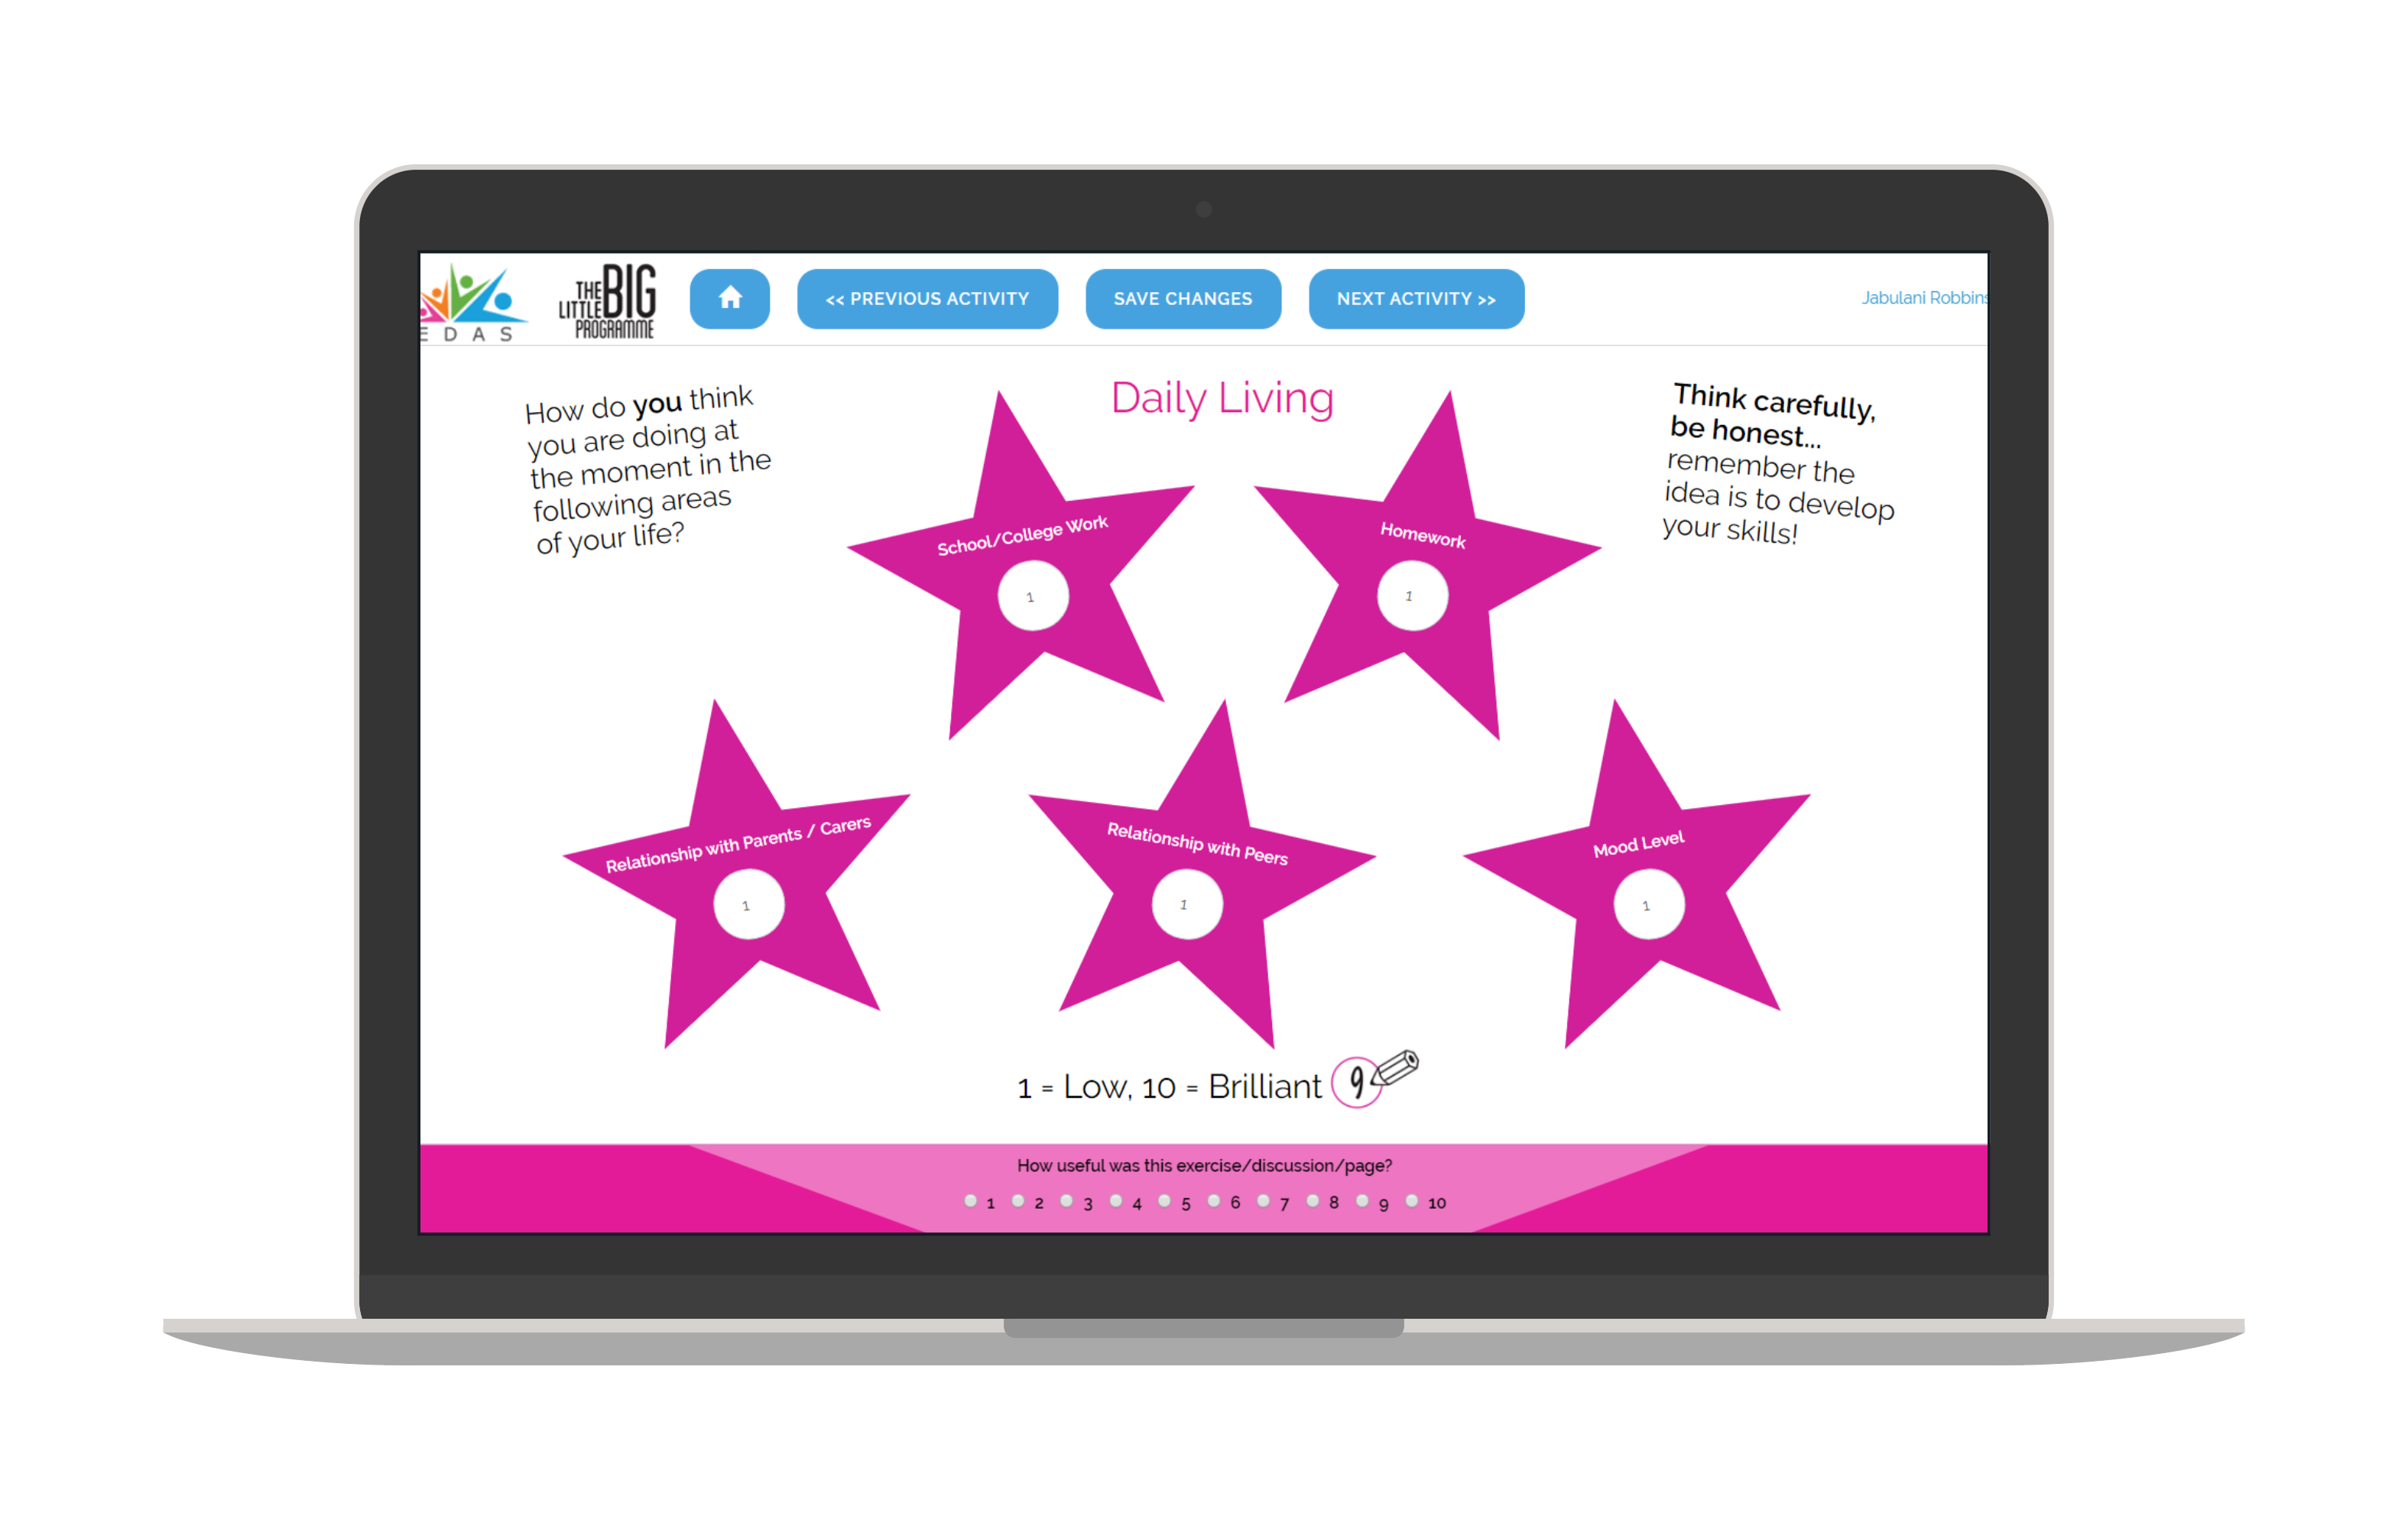 EDAS
THE
LITTLE BIG
PROGRAMME
<< PREVIOUS ACTIVITY
SAVE CHANGES
NEXT ACTIVITY >>
Jabulani Robbins
Daily Living
How do you think
you are doing at
the moment in the
following areas
of your life?
Think carefully,
be honest...
remember the
idea is to develop
your skills!
School/College Work
1
Homework
1
Relationship with Parents / Carers
1
Relationship with Peers
1
Mood Level
1
1 = Low, 10 = Brilliant 9
How useful was this exercise/discussion/page?
1 2 3 4 5 6 7 8 9 10